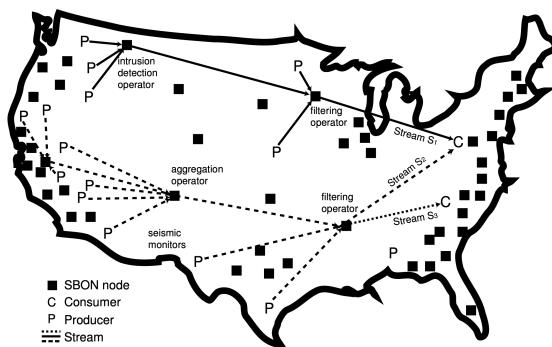 P
P
P
intrusion
detection
operator
P
filtering
operator
P
Stream S1
C
P
P
P
P
P
P
aggregation
operator
Stream S2
filtering
operator
C
Stream S3
P
seismic
monitors
P
P
P
SBON node
C Consumer
P Producer
Stream